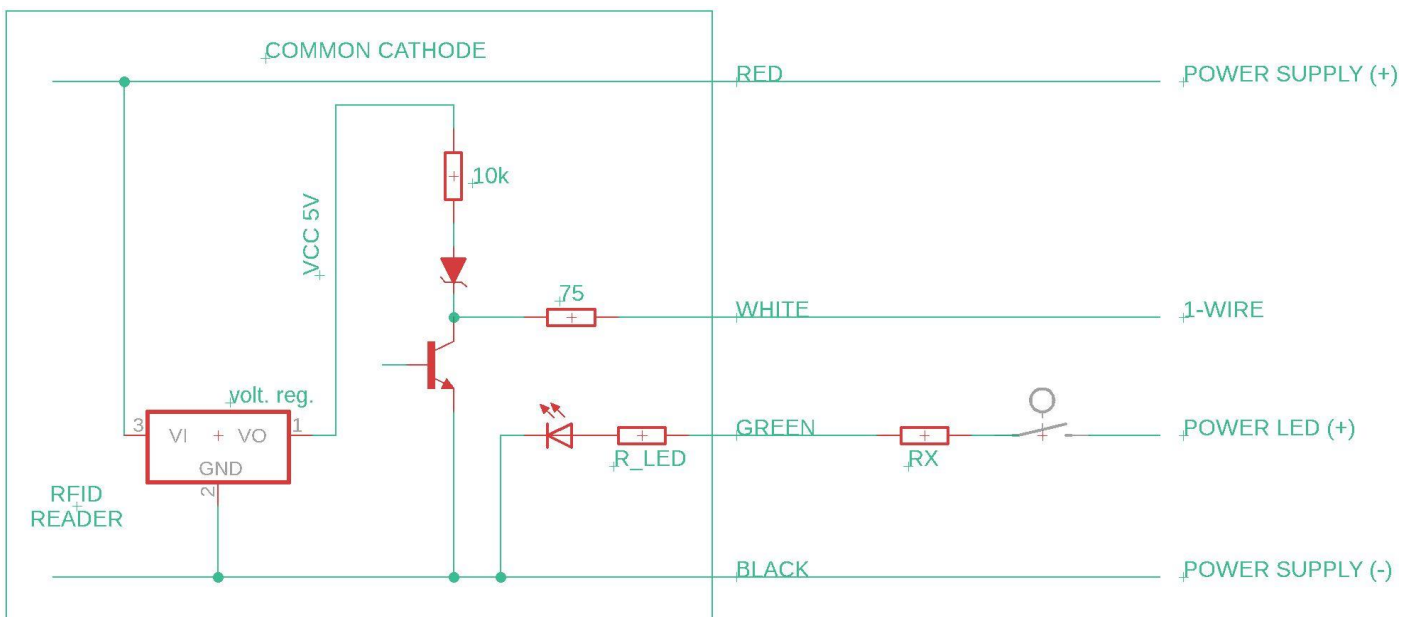 COMMON CATHODE
RED
POWER SUPPLY (+)
10k
VCC 5V
75
WHITE
1-WIRE
volt. reg.
3
VI
VO
1
GND
2
GREEN
POWER LED (+)
R_LED
RX
RFID
READER
BLACK
POWER SUPPLY (-)